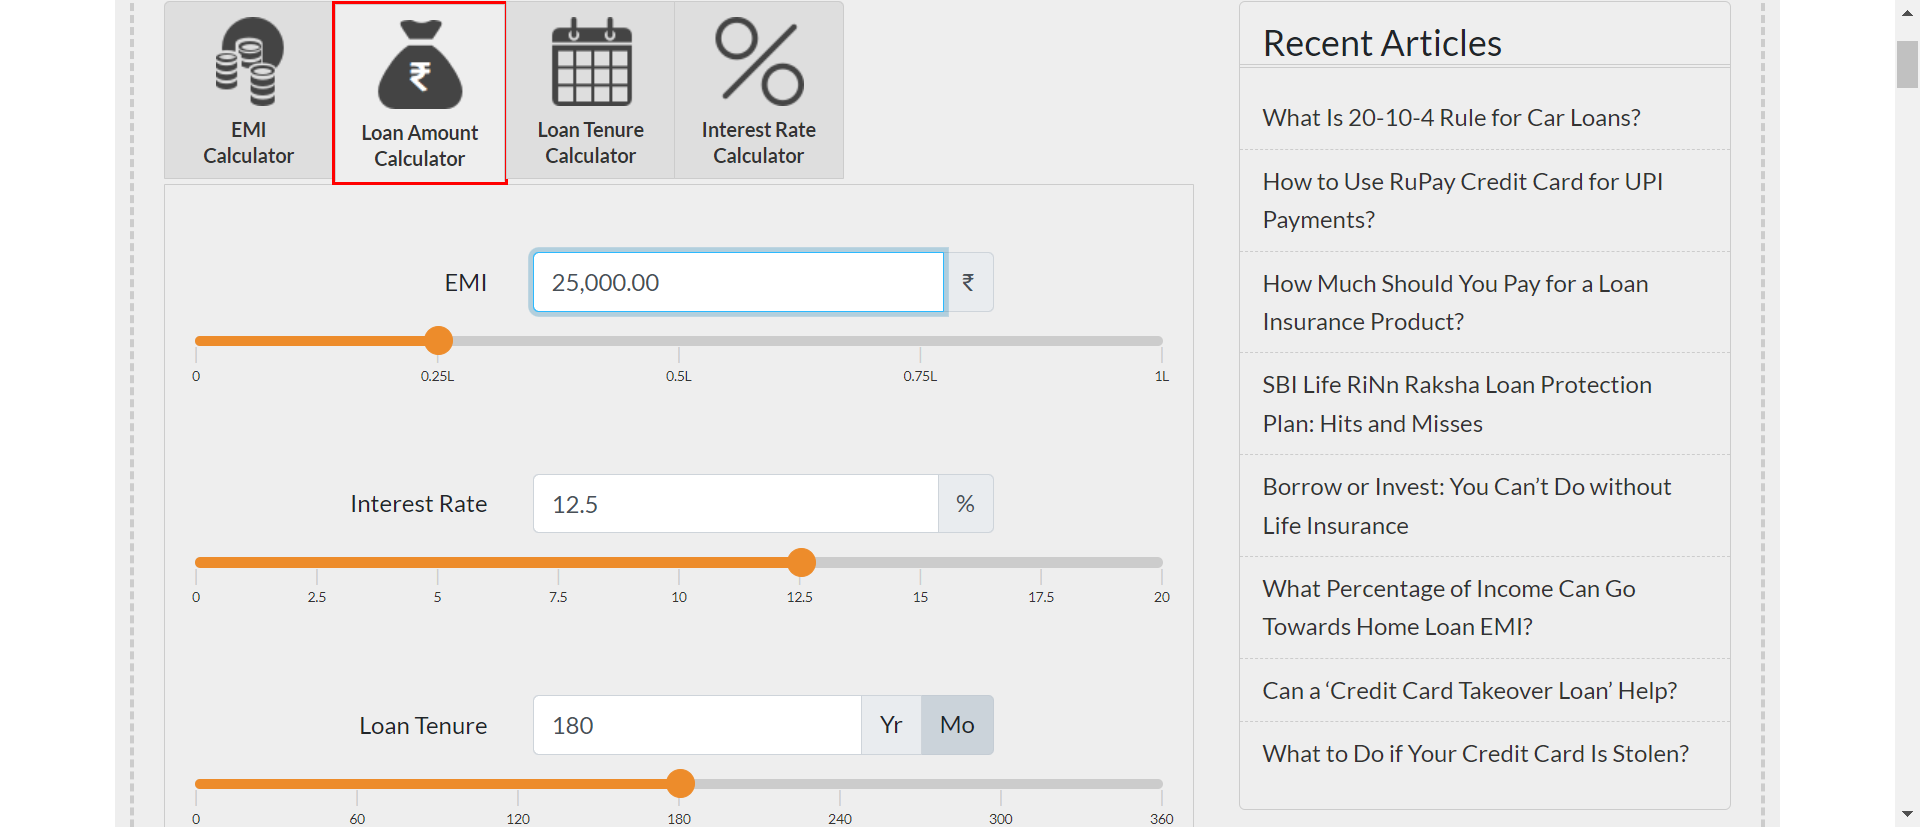 EMI
Calculator
₹
Loan Amount
Calculator
Loan Tenure
Calculator
Interest Rate
Calculator
EMI
25,000.00
₹
0
0.25L
0.5L
0.75L
1L
Interest Rate
12.5
%
0
2.5
5
7.5
10
12.5
15
17.5
20
Loan Tenure
180
Yr
Mo
0
60
120
180
240
300
360
Recent Articles
What Is 20-10-4 Rule for Car Loans?
How to Use RuPay Credit Card for UPI
Payments?
How Much Should You Pay for a Loan
Insurance Product?
SBI Life RiNn Raksha Loan Protection
Plan: Hits and Misses
Borrow or Invest: You Can’t Do without
Life Insurance
What Percentage of Income Can Go
Towards Home Loan EMI?
Can a ‘Credit Card Takeover Loan’ Help?
What to Do if Your Credit Card Is Stolen?